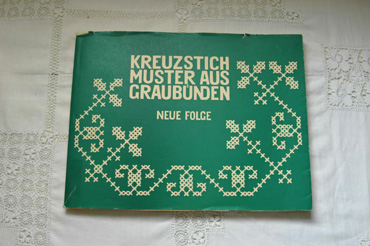 KREUZSTICH
MUSTER AUS
GRAUBÜNDEN
NEUE FOLGE